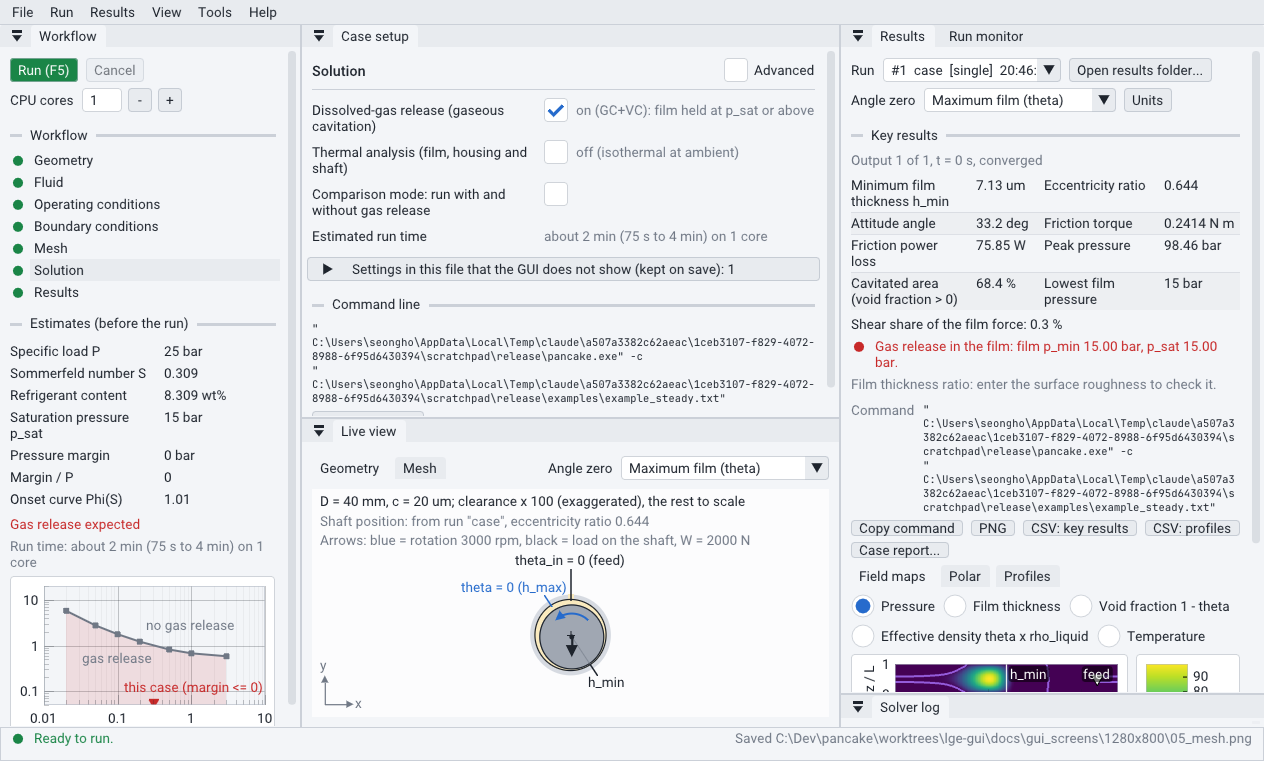 File Run Results View Tools Help
Workflow
Run (F5) Cancel
CPU cores 1 - +
Workflow
Geometry
Fluid
Operating conditions
Boundary conditions
Mesh
Solution
Results
Estimates (before the run)
Specific load P 25 bar
Sommerfeld number S 0.309
Refrigerant content 8.309 wt%
Saturation pressure
p_sat 15 bar
Pressure margin 0 bar
Margin / P 0
Onset curve Phi(S) 1.01
Gas release expected
Run time: about 2 min (75 s to 4 min) on 1
core
10
no gas release
1
gas release
this case (margin <= 0)
0.1
0.01 0.1 1 10
Case setup
Solution Advanced
Dissolved-gas release (gaseous
cavitation) on (GC+VC): film held at p_sat or above
Thermal analysis (film, housing and
shaft) off (isothermal at ambient)
Comparison mode: run with and
without gas release
Estimated run time about 2 min (75 s to 4 min) on 1 core
Settings in this file that the GUI does not show (kept on save): 1
Command line
"
C:\Users\seongho\AppData\Local\Temp\claude\a507a3382c62aeac\1ceb3107-f829-4072-
8988-6f95d6430394\scratchpad\release\pancake.exe" -c
"
C:\Users\seongho\AppData\Local\Temp\claude\a507a3382c62aeac\1ceb3107-f829-4072-
8988-6f95d6430394\scratchpad\release\examples\example_steady.txt"
Live view
Geometry Mesh Angle zero Maximum film (theta)
D = 40 mm, c = 20 um; clearance x 100 (exaggerated), the rest to scale
Shaft position: from run "case", eccentricity ratio 0.644
Arrows: blue = rotation 3000 rpm, black = load on the shaft, W = 2000 N
theta_in = 0 (feed)
theta = 0 (h_max)
h_min
y
x
Results Run monitor
Run #1 case [single] 20:46: Open results folder...
Angle zero Maximum film (theta) Units
Key results
Output 1 of 1, t = 0 s, converged
Minimum film
thickness h_min 7.13 um Eccentricity ratio 0.644
Attitude angle 33.2 deg Friction torque 0.2414 N m
Friction power
loss 75.85 W Peak pressure 98.46 bar
Cavitated area
(void fraction > 0) 68.4 % Lowest film
pressure 15 bar
Shear share of the film force: 0.3 %
Gas release in the film: film p_min 15.00 bar, p_sat 15.00
bar.
Film thickness ratio: enter the surface roughness to check it.
Command "
C:\Users\seongho\AppData\Local\Temp\claude\a507a3
382c62aeac\1ceb3107-f829-4072-8988-6f95d6430394\s
cratchpad\release\pancake.exe" -c
"
C:\Users\seongho\AppData\Local\Temp\claude\a507a3
382c62aeac\1ceb3107-f829-4072-8988-6f95d6430394\s
cratchpad\release\examples\example_steady.txt"
Copy command PNG CSV: key results CSV: profiles
Case report...
Field maps Polar Profiles
Pressure Film thickness Void fraction 1 - theta
Effective density theta x rho_liquid Temperature
z / L 1 h_min feed 90
80
Solver log
Ready to run. Saved C:\Dev\pancake\worktrees\lge-gui\docs\gui_screens\1280x800\05_mesh.png